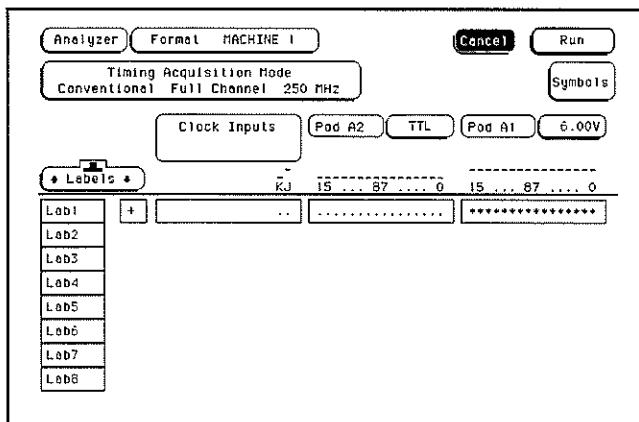 Analyzer Format MACHINE 1 Cancel Run
Timing Acquisition Mode
Conventional Full Channel 250 MHz
Symbols
Clock Inputs Pod A2 TTL Pod A1 6.00V
Labels
KJ 15 ... 87 .... 0 15 ... 87 .... 0
Lab1 + .. ................ ****************
Lab2
Lab3
Lab4
Lab5
Lab6
Lab7
Lab8